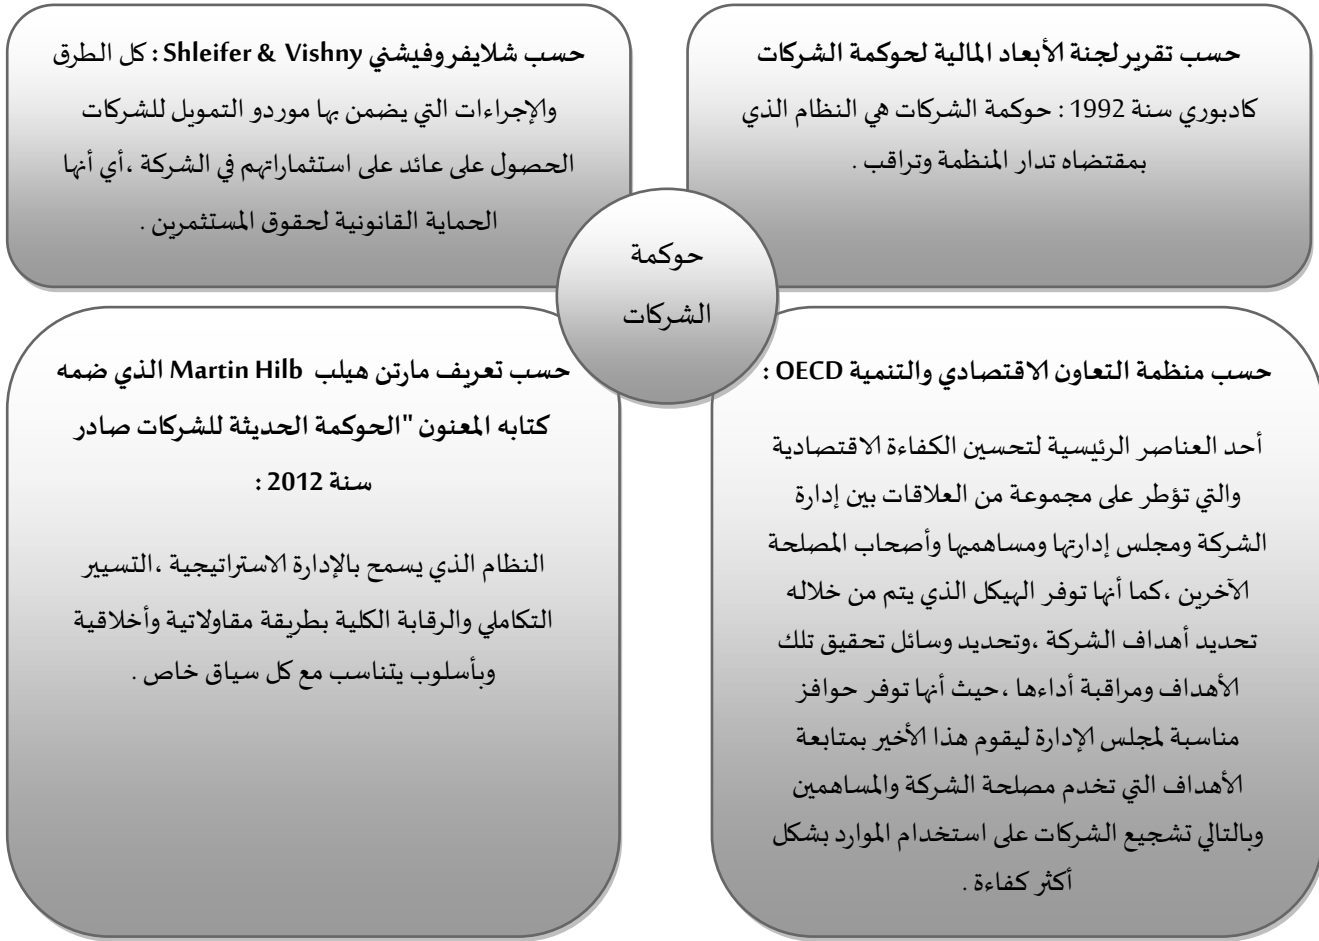 حسب تقرير لجنة الأبعاد المالية لحوكمة الشركات
كادبوري سنة 1992 : حوكمة الشركات هي النظام الذي
بمقتضاه تدار المنظمة وتراقب .
حسب شلايفر وفيشني Shleifer & Vishny : كل الطرق
والإجراءات التي يضمن بها موردو التمويل للشركات
الحصول على عائد على استثماراتهم في الشركة ،أي أنها
الحماية القانونية لحقوق المستثمرين .
حوكمة
الشركات
حسب منظمة التعاون الاقتصادي والتنمية OECD :
أحد العناصر الرئيسية لتحسين الكفاءة الاقتصادية
والتي تؤطر على مجموعة من العلاقات بين إدارة
الشركة ومجلس إدارتها ومساهميها وأصحاب المصلحة
الآخرين ،كما أنها توفر الهيكل الذي يتم من خلاله
تحديد أهداف الشركة ،وتحديد وسائل تحقيق تلك
الأهداف ومراقبة أداءها ،حيث أنها توفر حوافز
مناسبة لمجلس الإدارة ليقوم هذا الأخير بمتابعة
الأهداف التي تخدم مصلحة الشركة والمساهمين
وبالتالي تشجيع الشركات على استخدام الموارد بشكل
أكثر كفاءة .
حسب تعريف مارتن هيلب Martin Hilb الذي ضمه
كتابه المعنون "الحوكمة الحديثة للشركات صادر
سنة 2012 :
النظام الذي يسمح بالإدارة الاستراتيجية ،التسيير
التكاملي والرقابة الكلية بطريقة مقاولاتية وأخلاقية
وبأسلوب يتناسب مع كل سياق خاص .